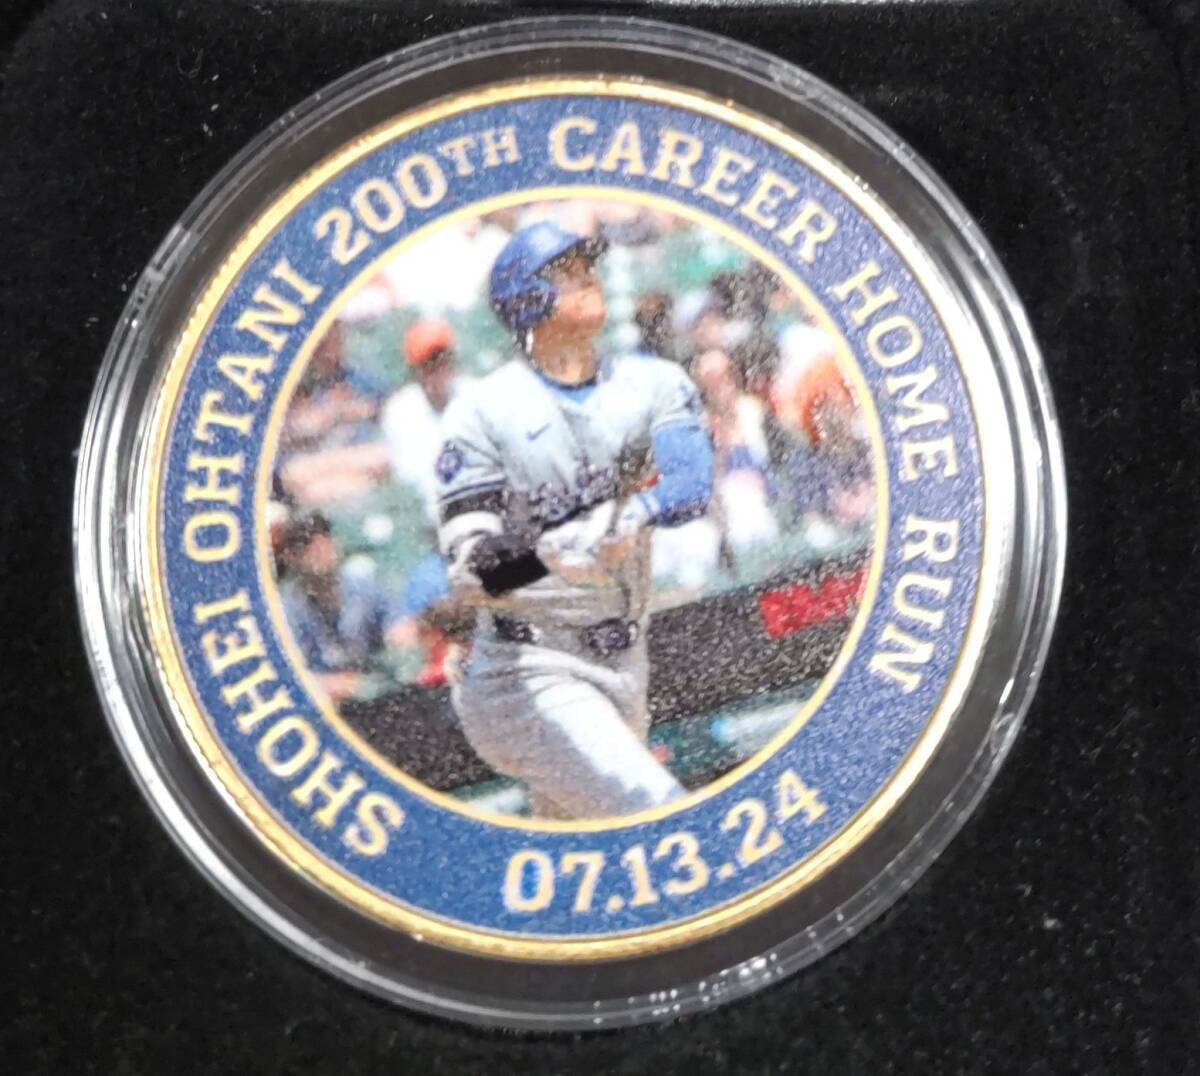 SHOHEI OHTANI 200TH CAREER HOME RUN
07.13.24